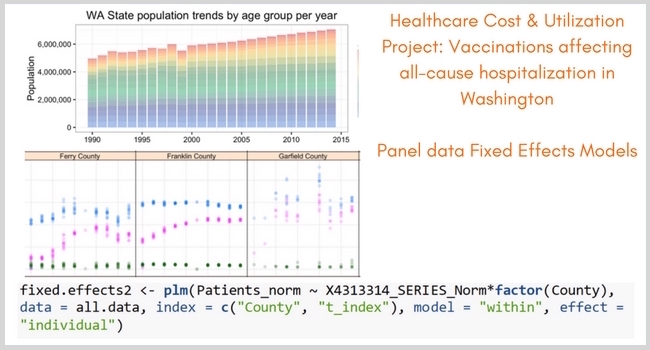 WA State population trends by age group per year
Population
6,000,000
4,000,000
2,000,000
0
1990
1995
2000
2005
2010
2015
Healthcare Cost & Utilization
Project: Vaccinations affecting
all-cause hospitalization in
Washington
Panel data Fixed Effects Models
Ferry County
Franklin County
Garfield County
fixed.effects2 <- plm(Patients_norm ~ X4313314_SERIES_Norm*factor(County),
data = all.data, index = c("County", "t_index"), model = "within", effect =
"individual")